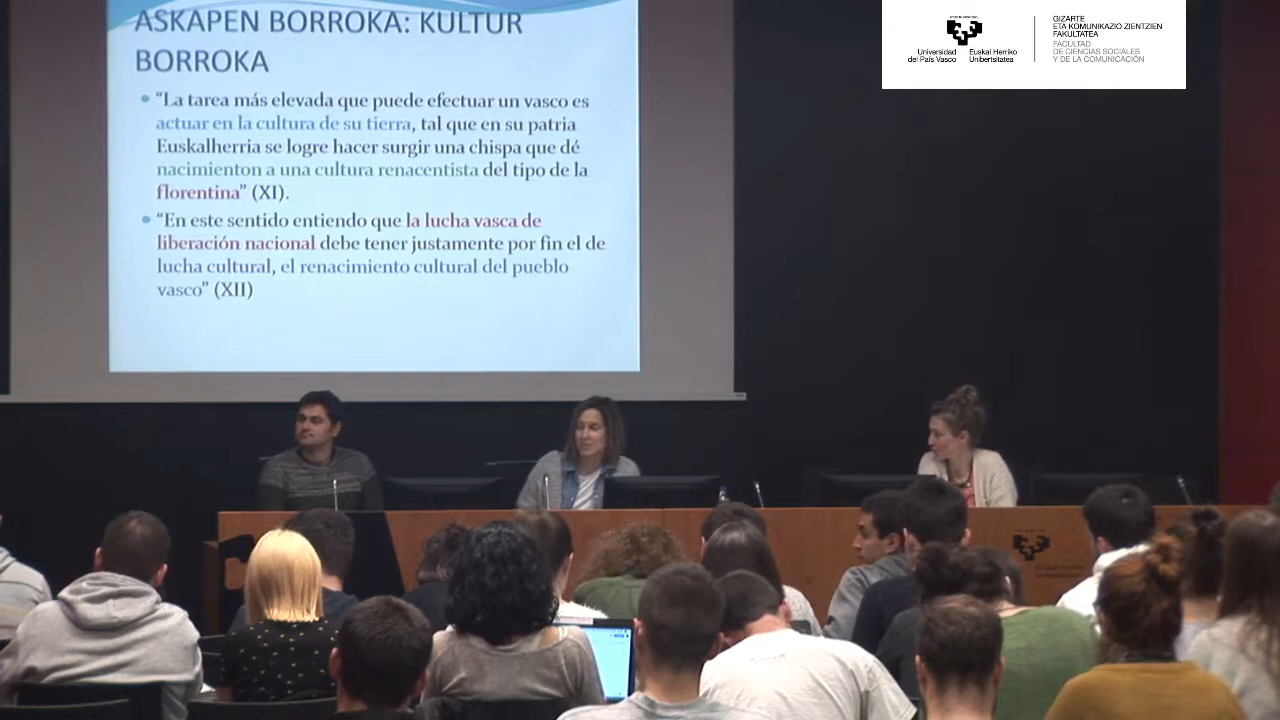 ASKAPEN BORROKA: KULTUR
BORROKA
“La tarea más elevada que puede efectuar un vasco es
actuar en la cultura de su tierra, tal que en su patria
Euskalherria se logre hacer surgir una chispa que dé
nacimienton a una cultura renacentista del tipo de la
florentina” (XI).
“En este sentido entiendo que la lucha vasca de
liberación nacional debe tener justamente por fin el de
lucha cultural, el renacimiento cultural del pueblo
vasco” (XII)
Universidad
del País Vasco
Euskal Herriko
Unibertsitatea
GIZARTE
ETA KOMUNIKAZIO ZIENTZIEN
FAKULTATEA
FACULTAD
DE CIENCIAS SOCIALES
Y DE LA COMUNICACIÓN